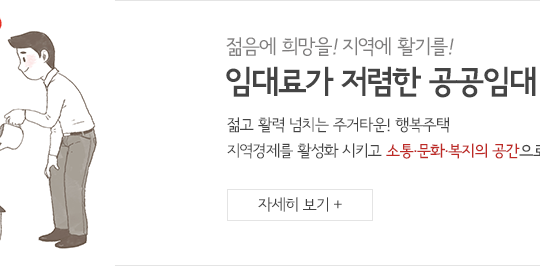 젊음에 희망을! 지역에 활기를!
임대료가 저렴한 공공임대
젊고 활력 넘치는 주거타운! 행복주택
지역경제를 활성화 시키고 소통·문화·복지의 공간으로
자세히 보기 +